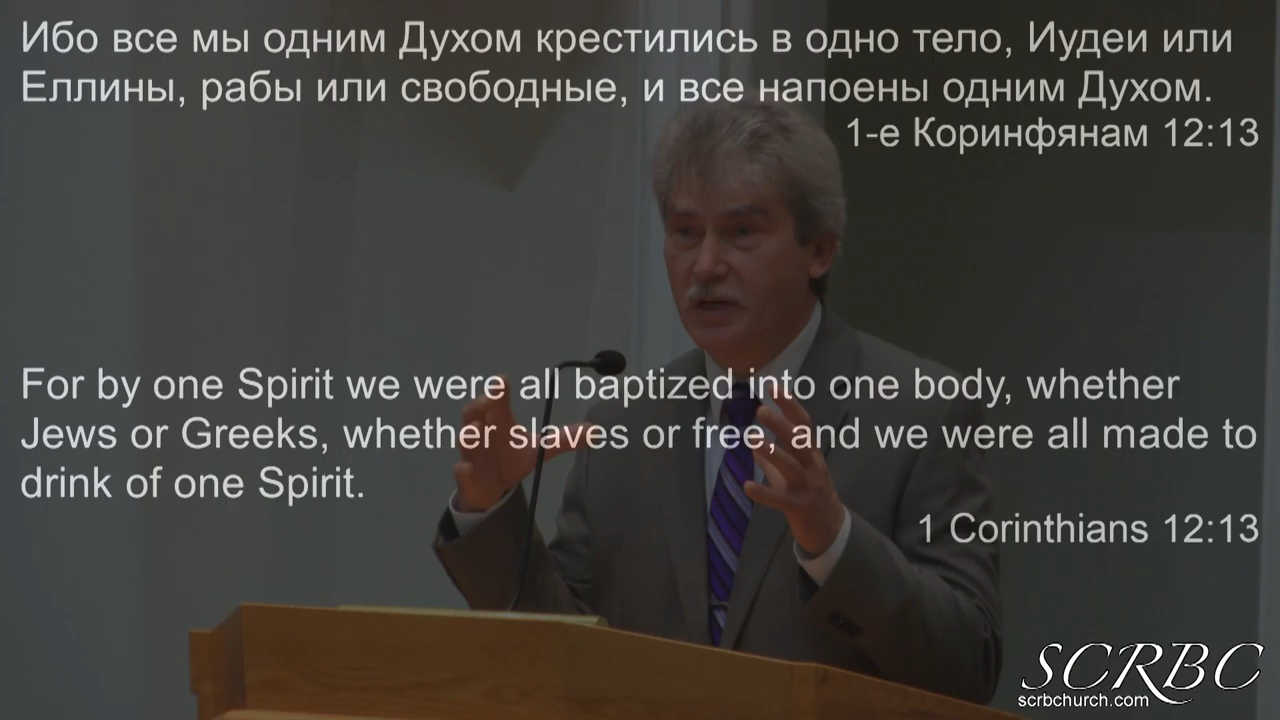 Ибо все мы одним Духом крестились в одно тело, Иудеи или
Еллины, рабы или свободные, и все напоены одним Духом.
1-е Коринфянам 12:13
For by one Spirit we were all baptized into one body, whether
Jews or Greeks, whether slaves or free, and we were all made to
drink of one Spirit.
1 Corinthians 12:13
SCRBC
scrbchurch.com